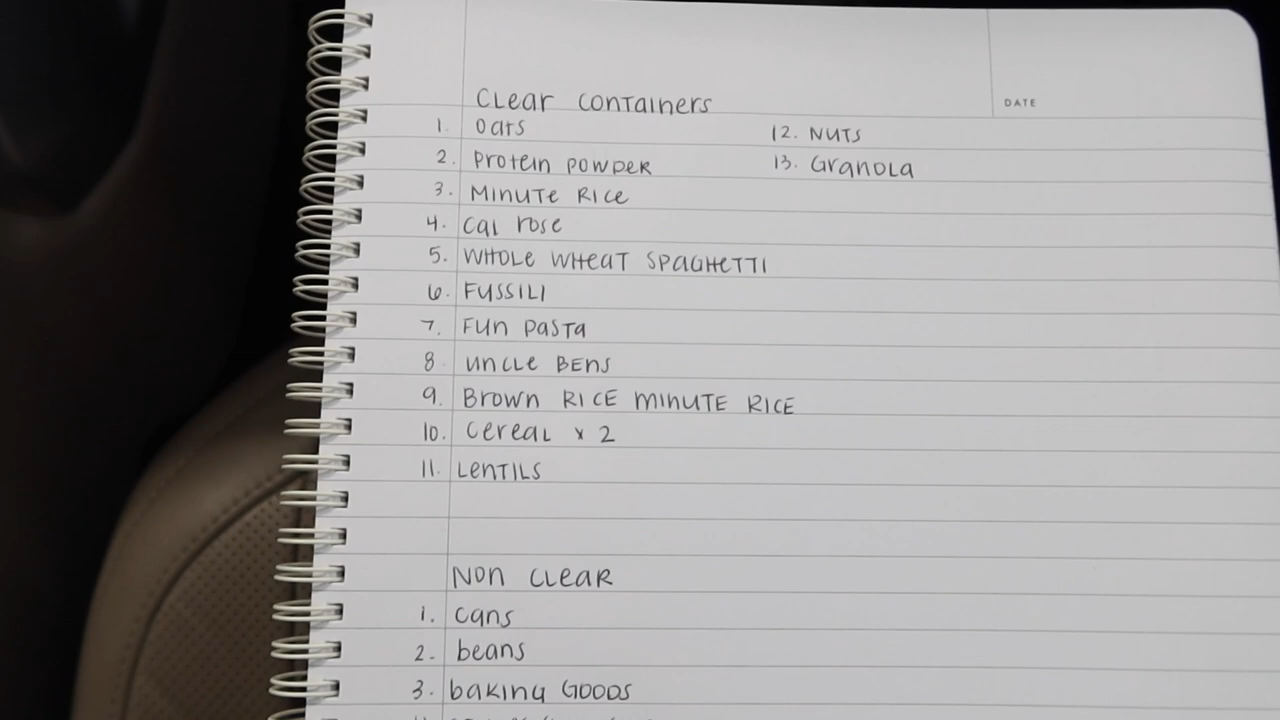 DATE
Clear Containers
1. Oats
2. Protein Powder
3. Minute Rice
4. Cal rose
5. Whole wheat spaghetti
6. Fussili
7. Fun pasta
8. Uncle Bens
9. Brown Rice minute Rice
10. Cereal x 2
11. Lentils
12. Nuts
13. Granola
Non Clear
1. cans
2. beans
3. baking Goods